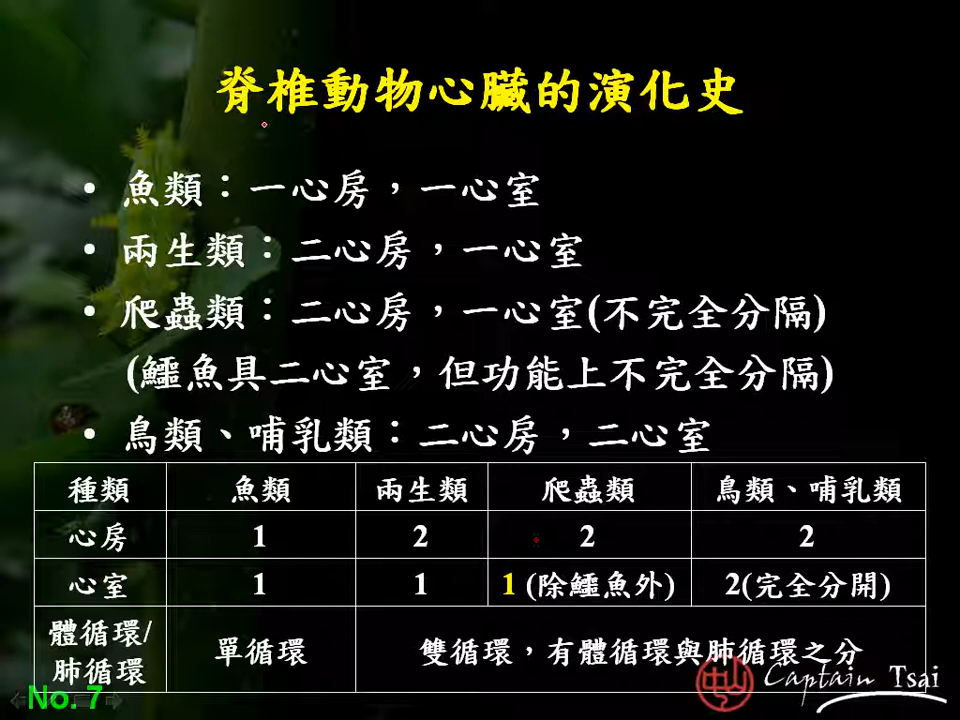 脊椎動物心臟的演化史
• 魚類：一心房，一心室
• 兩生類：二心房，一心室
• 爬蟲類：二心房，一心室(不完全分隔)
(鱷魚具二心室，但功能上不完全分隔)
• 鳥類、哺乳類：二心房，二心室
種類 魚類 兩生類 爬蟲類 鳥類、哺乳類
心房 1 2 2 2
心室 1 1 1 (除鱷魚外) 2(完全分開)
體循環/
肺循環 單循環 雙循環，有體循環與肺循環之分
No. 7
Captain Tsai